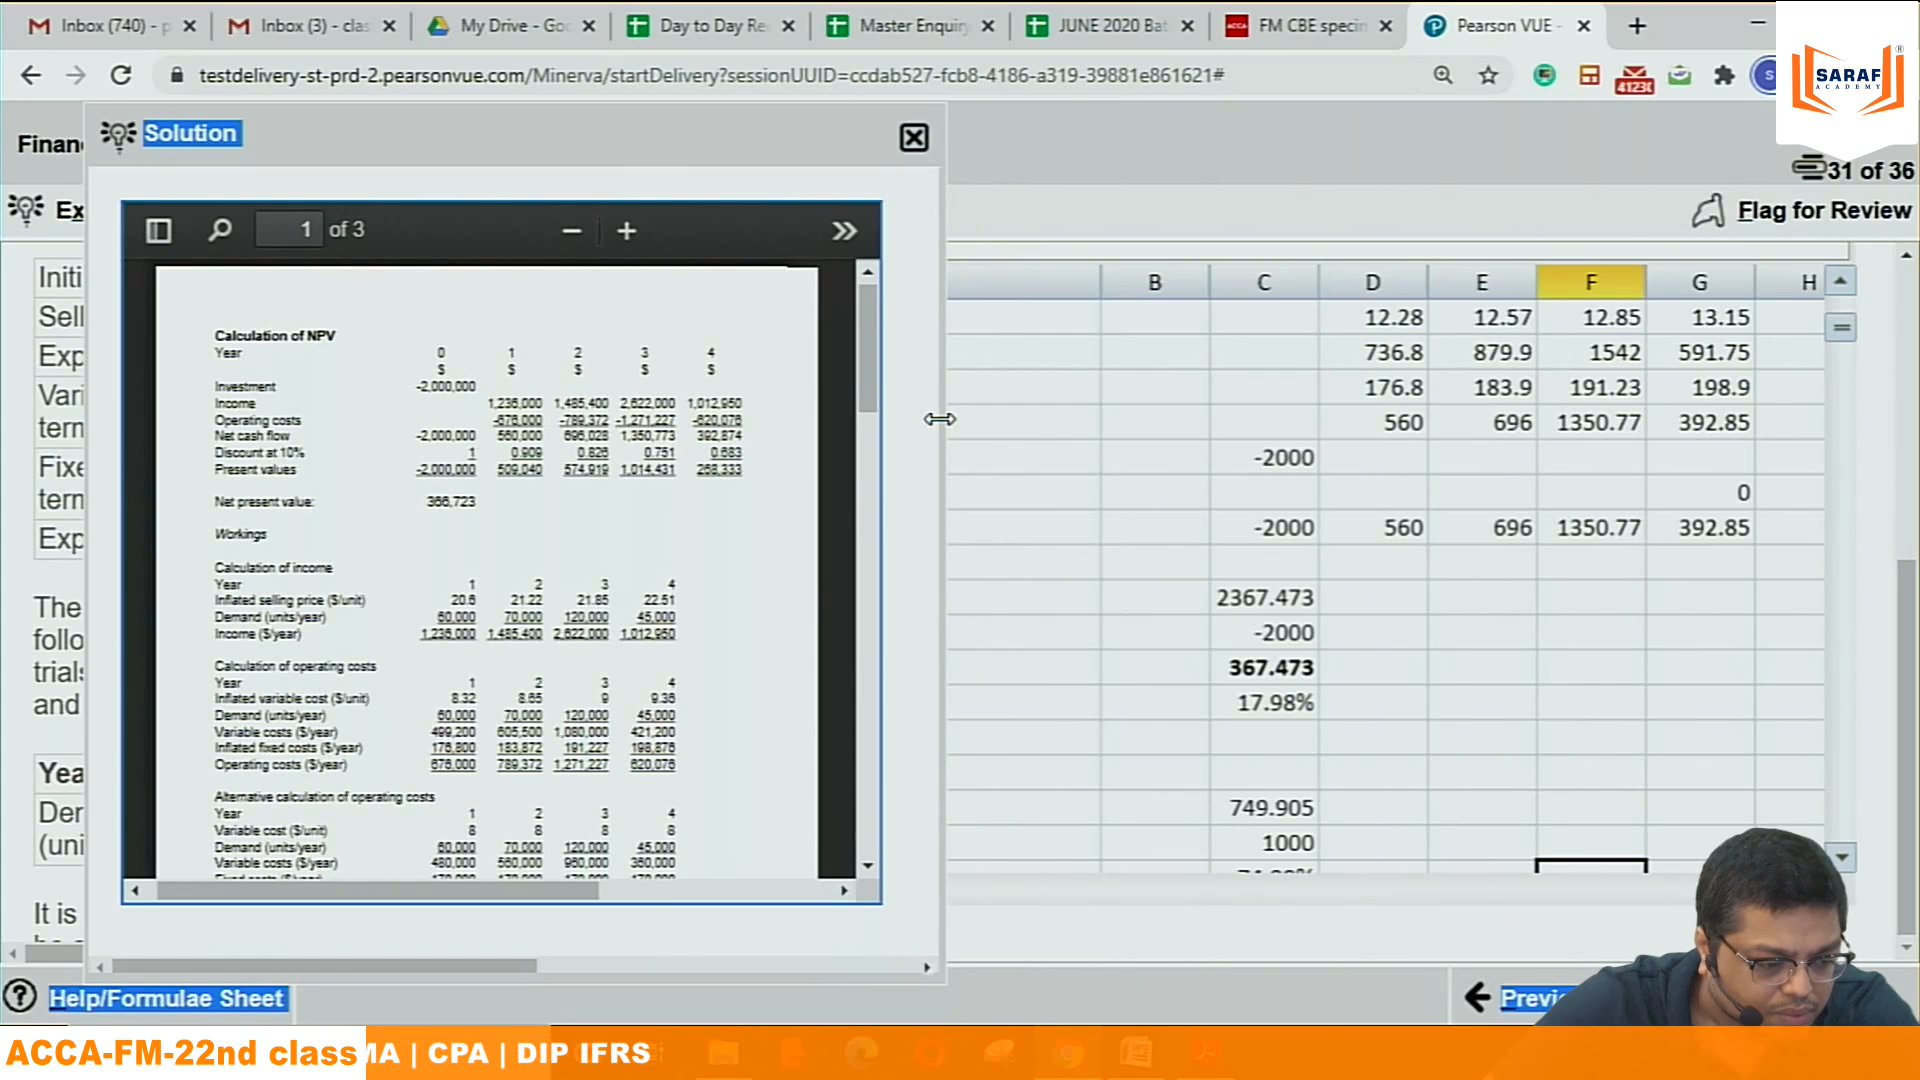 Inbox (740) - p
Inbox (3) - clas
My Drive - Goo
Day to Day Re
Master Enquir
JUNE 2020 Bat
ACCA FM CBE specim
Pearson VUE -
testdelivery-st-prd-2.pearsonvue.com/Minerva/startDelivery?sessionUUID=ccdab527-fcb8-4186-a319-39881e861621#
SARAF
ACADEMY
Finan
Solution
31 of 36
Ex
Flag for Review
1 of 3
Initi
Sell
Exp
Vari
term
Fixe
term
Exp
The
follo
trials
and
Yea
Der
(uni
It is
Calculation of NPV
Year 0 1 2 3 4
$ $ $ $ $
Investment -2,000,000
Income 1,236,000 1,485,400 2,622,000 1,012,950
Operating costs -676,000 -789,372 -1,271,227 -620,076
Net cash flow -2,000,000 560,000 696,028 1,350,773 392,874
Discount at 10% 1 0.909 0.826 0.751 0.683
Present values -2,000,000 509,040 574,919 1,014,431 268,333
Net present value: 366,723
Workings
Calculation of income
Year 1 2 3 4
Inflated selling price ($/unit) 20.6 21.22 21.85 22.51
Demand (units/year) 60,000 70,000 120,000 45,000
Income ($/year) 1,236,000 1,485,400 2,622,000 1,012,950
Calculation of operating costs
Year 1 2 3 4
Inflated variable cost ($/unit) 8.32 8.65 9 9.36
Demand (units/year) 60,000 70,000 120,000 45,000
Variable costs ($/year) 499,200 605,500 1,080,000 421,200
Inflated fixed costs ($/year) 176,800 183,872 191,227 198,876
Operating costs ($/year) 676,000 789,372 1,271,227 620,076
Alternative calculation of operating costs
Year 1 2 3 4
Variable cost ($/unit) 8 8 8 8
Demand (units/year) 60,000 70,000 120,000 45,000
Variable costs ($/year) 480,000 560,000 960,000 360,000
B C D E F G H
12.28 12.57 12.85 13.15
736.8 879.9 1542 591.75
176.8 183.9 191.23 198.9
560 696 1350.77 392.85
-2000
0
-2000 560 696 1350.77 392.85
2367.473
-2000
367.473
17.98%
749.905
1000
Help/Formulae Sheet
Previ
ACCA-FM-22nd class
MA | CPA | DIP IFRS